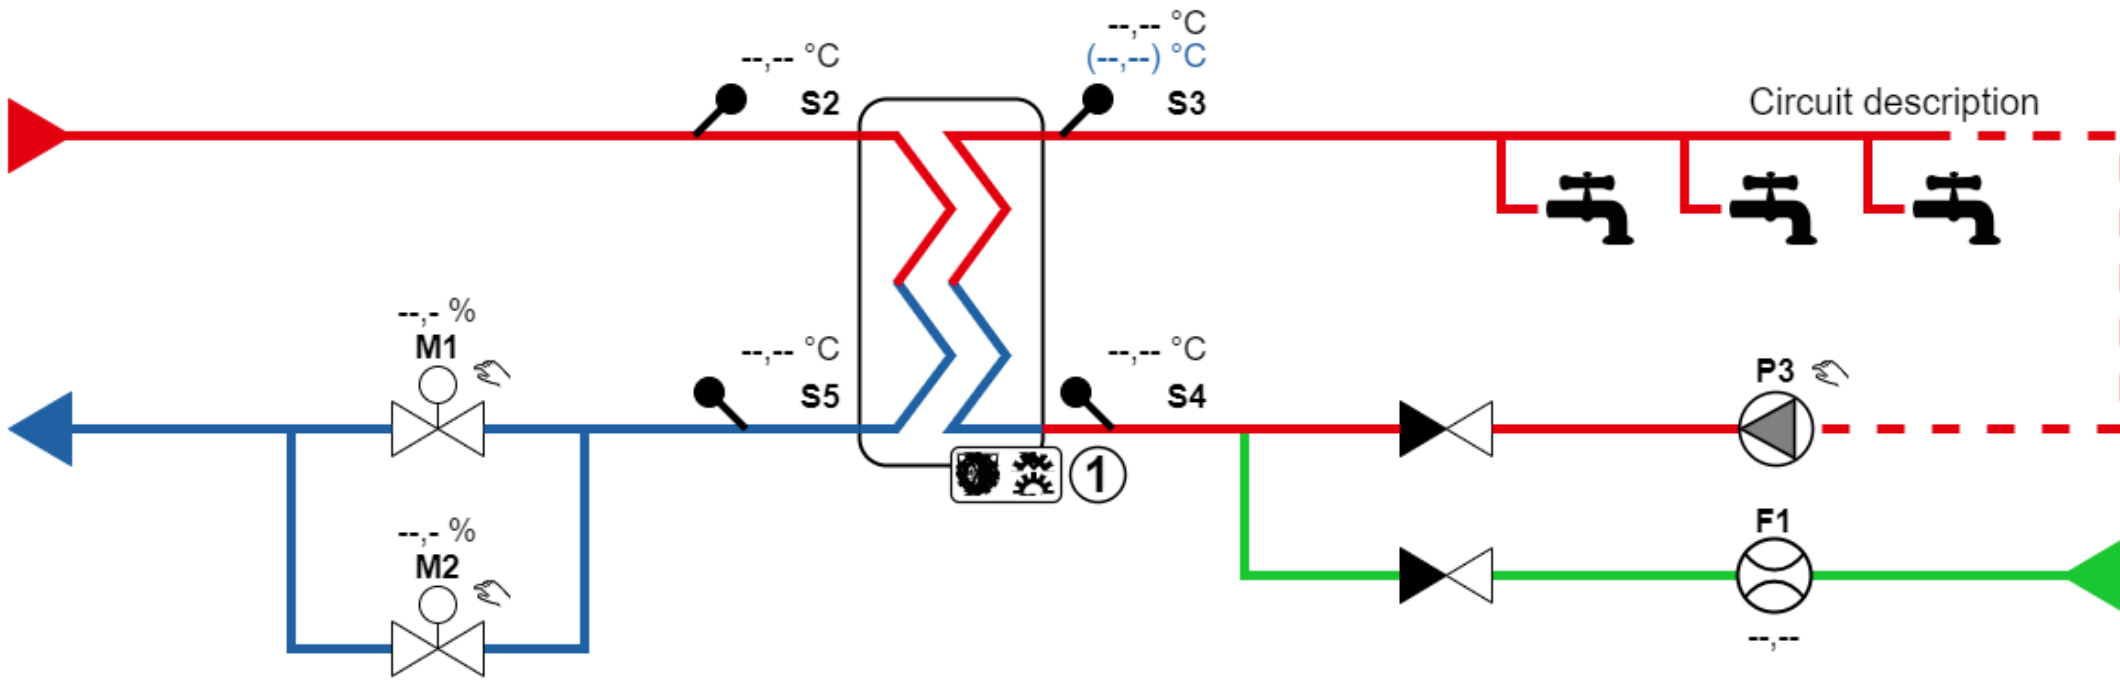 --,-- °C
(--,--) °C
S3
--,-- °C
S2
Circuit description
--,- %
M1
--,-- °C
S5
--,-- °C
S4
P3
1
--,- %
M2
F1
--,--